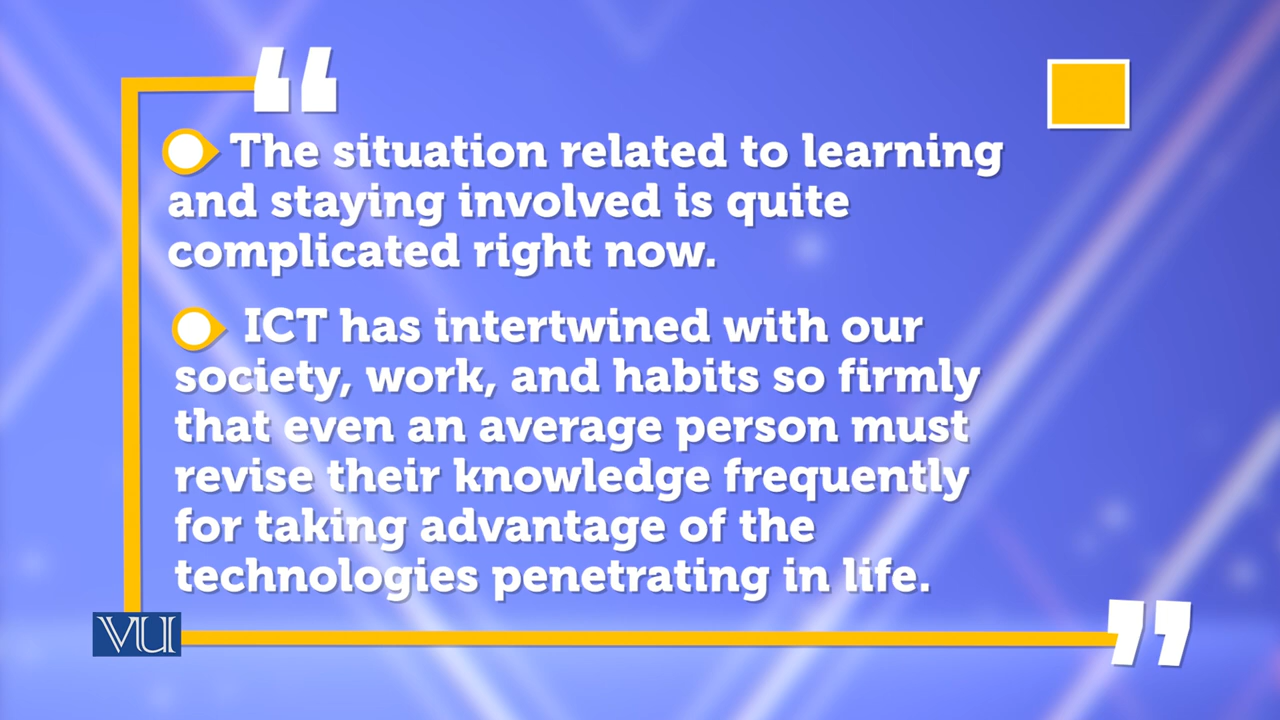 “
The situation related to learning
and staying involved is quite
complicated right now.
ICT has intertwined with our
society, work, and habits so firmly
that even an average person must
revise their knowledge frequently
for taking advantage of the
technologies penetrating in life.
VU
”